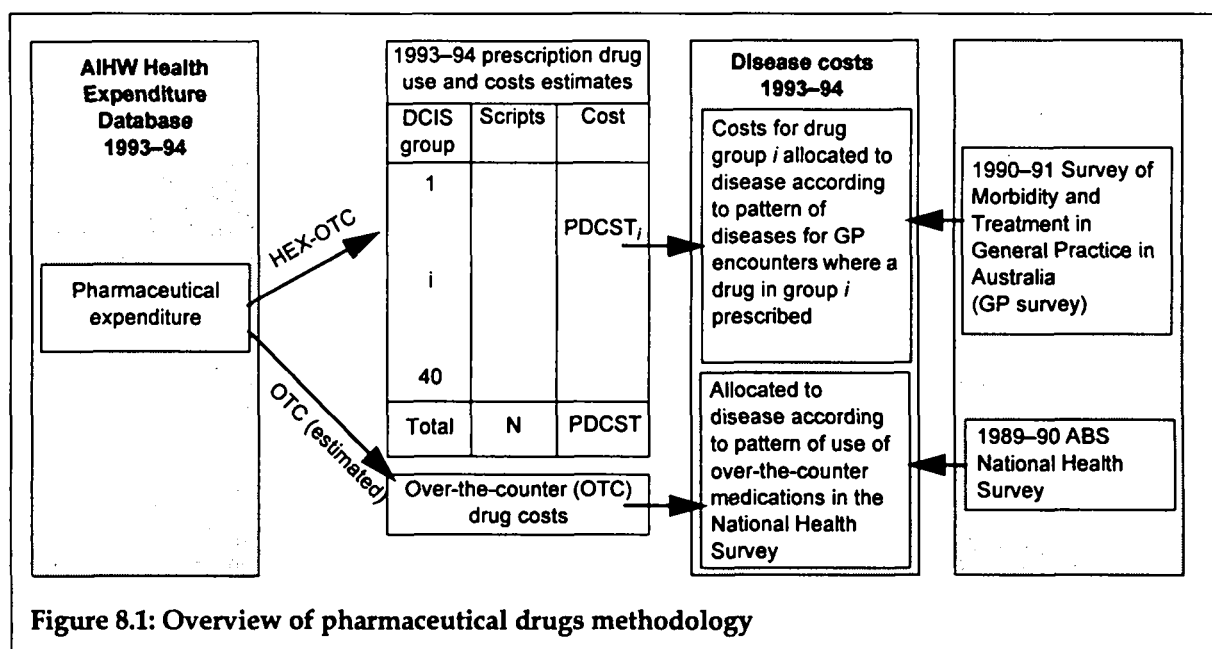 AIHW Health
Expenditure
Database
1993–94
Pharmaceutical
expenditure
HEX-OTC
OTC (estimated)
1993–94 prescription drug
use and costs estimates
DCIS group
Scripts
Cost
1
PDCSTi
i
40
Total N PDCST
Over-the-counter (OTC)
drug costs
Disease costs
1993–94
Costs for drug
group i allocated to
disease according
to pattern of
diseases for GP
encounters where a
drug in group i
prescribed
Allocated to
disease according
to pattern of use of
over-the-counter
medications in the
National Health
Survey
1990–91 Survey of
Morbidity and
Treatment in
General Practice in
Australia
(GP survey)
1989–90 ABS
National Health
Survey
Figure 8.1: Overview of pharmaceutical drugs methodology